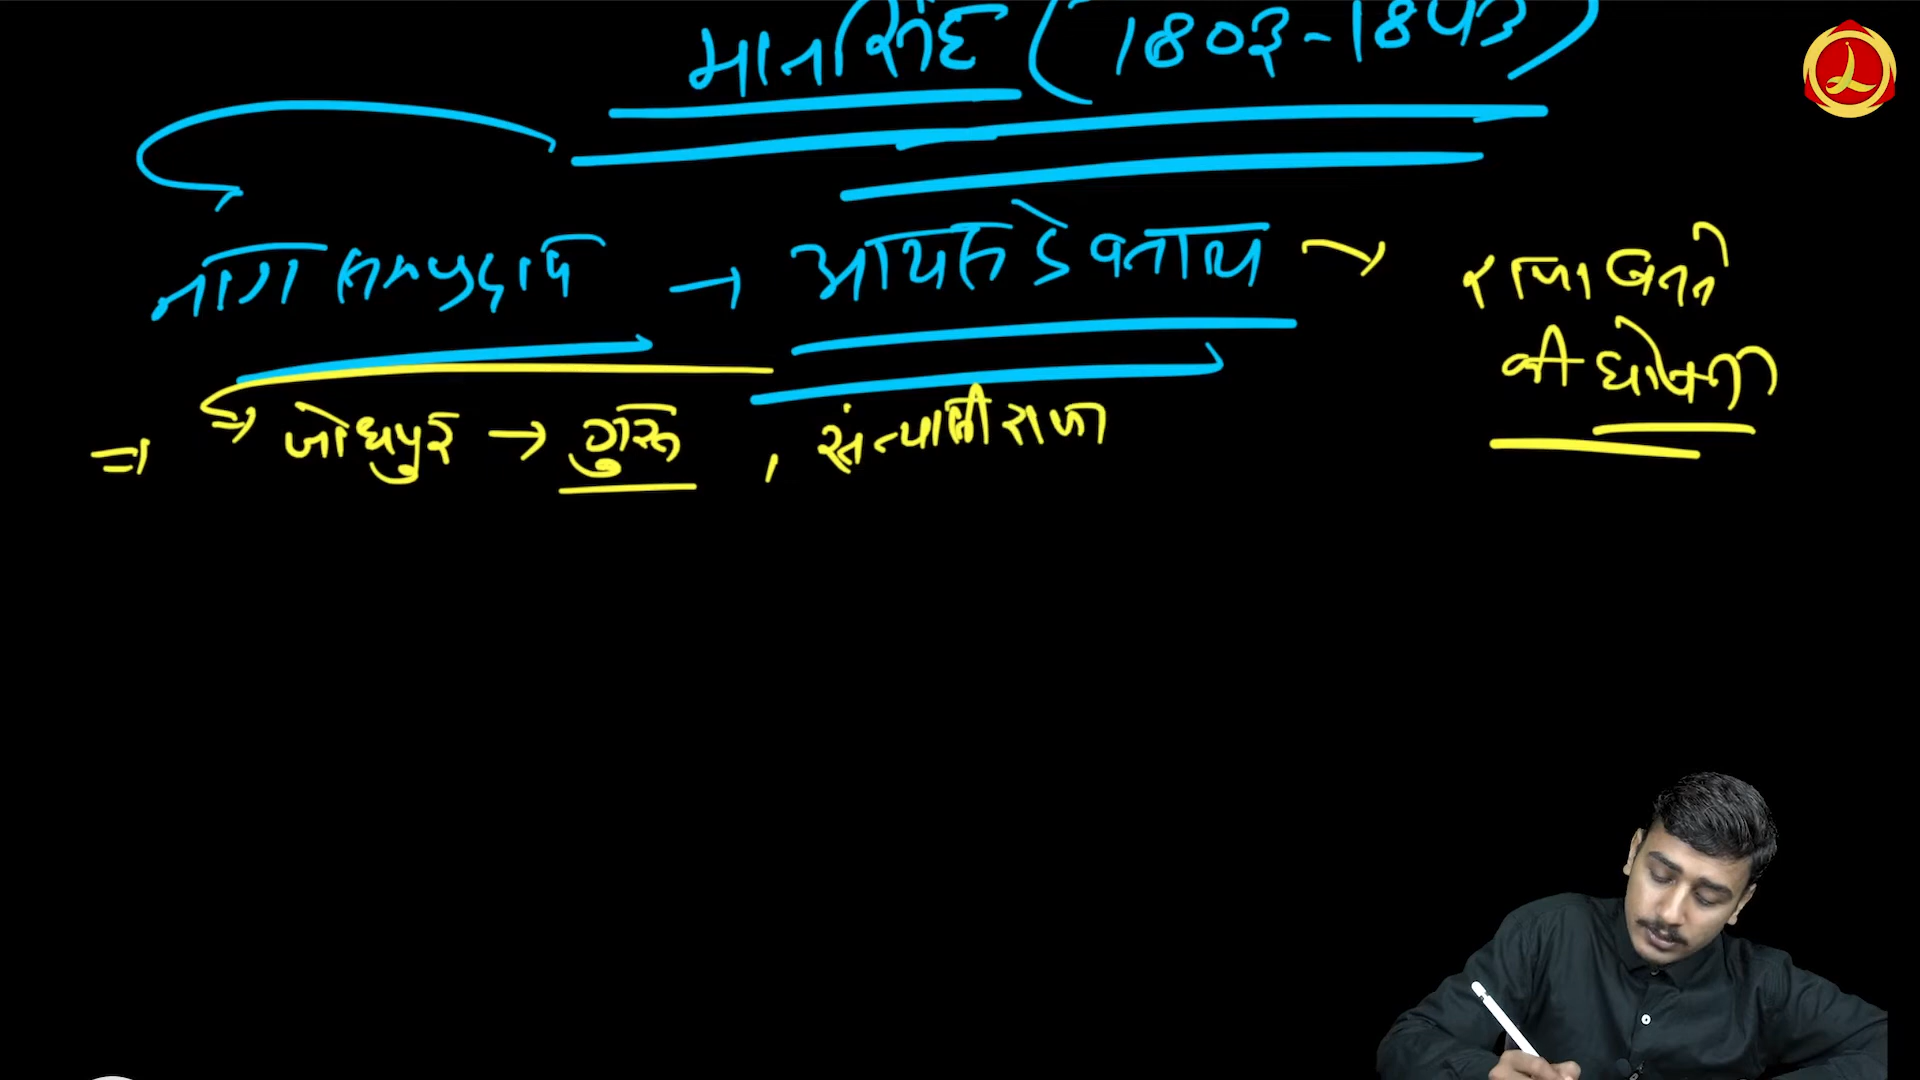 मानसिंह (1803-1843)
नाग सम्प्रदाय → आयस देवनाथ → राजा बनने
की घोषणा
⇒ ⇒ जोधपुर → गुरु , संन्यासी राजा